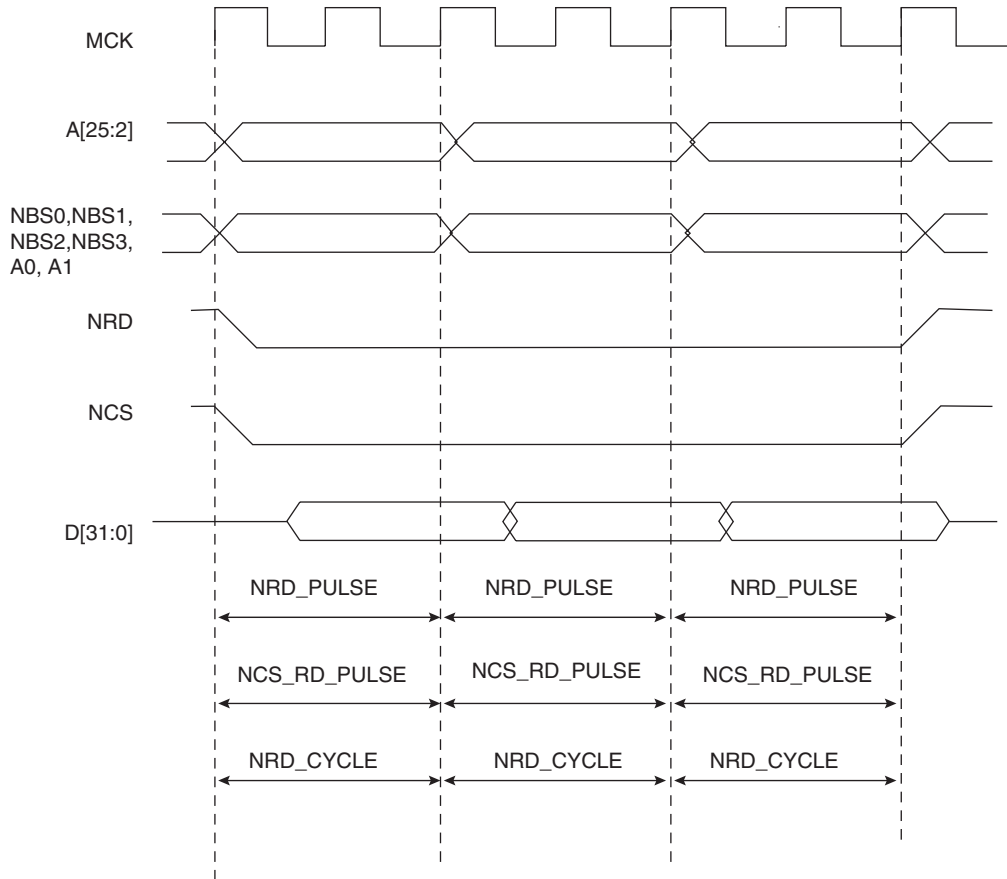 MCK
A[25:2]
NBS0,NBS1,
NBS2,NBS3,
A0, A1
NRD
NCS
D[31:0]
NRD_PULSE NRD_PULSE NRD_PULSE
NCS_RD_PULSE NCS_RD_PULSE NCS_RD_PULSE
NRD_CYCLE NRD_CYCLE NRD_CYCLE